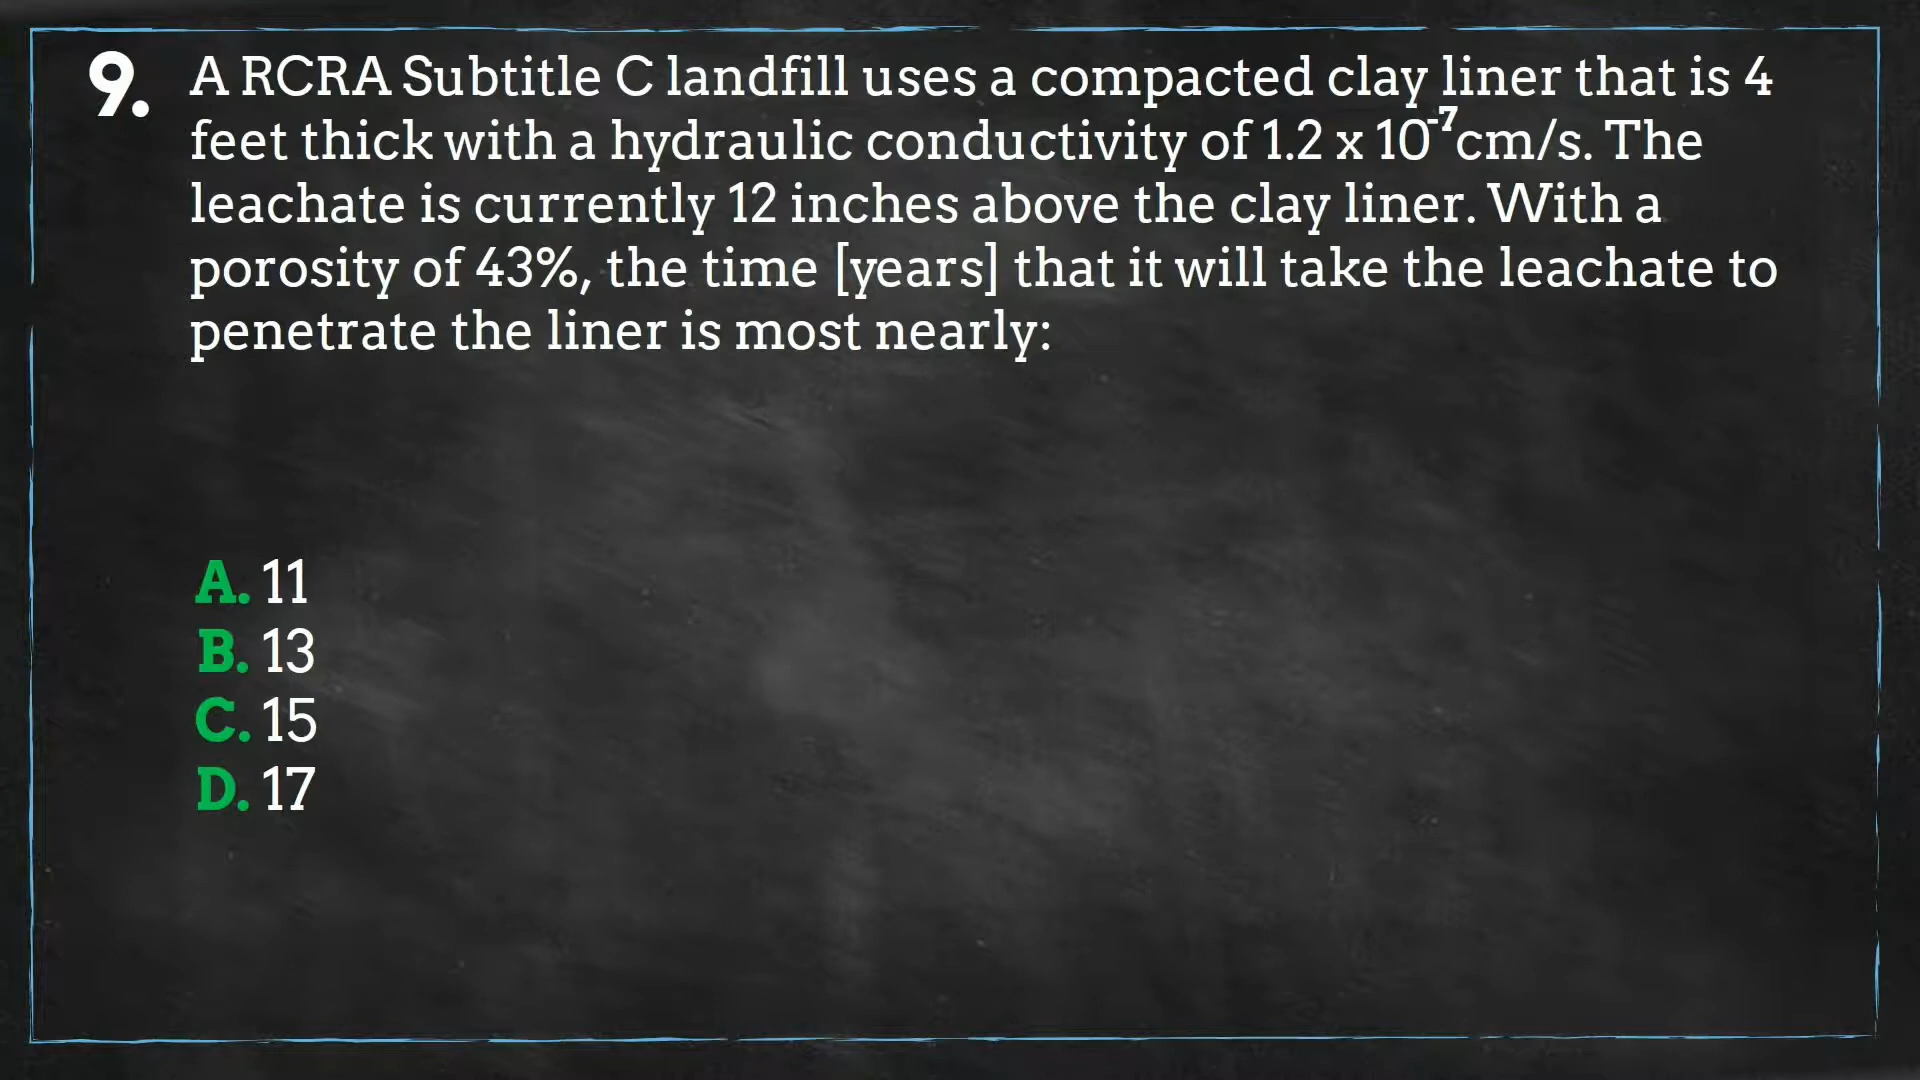 9. A RCRA Subtitle C landfill uses a compacted clay liner that is 4
feet thick with a hydraulic conductivity of 1.2 x 10⁻⁷cm/s. The
leachate is currently 12 inches above the clay liner. With a
porosity of 43%, the time [years] that it will take the leachate to
penetrate the liner is most nearly:
A. 11
B. 13
C. 15
D. 17